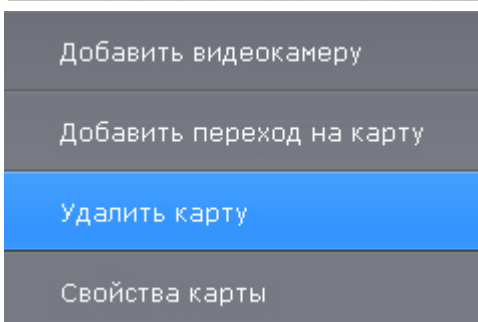 Добавить видеокамеру
Добавить переход на карту
Удалить карту
Свойства карты